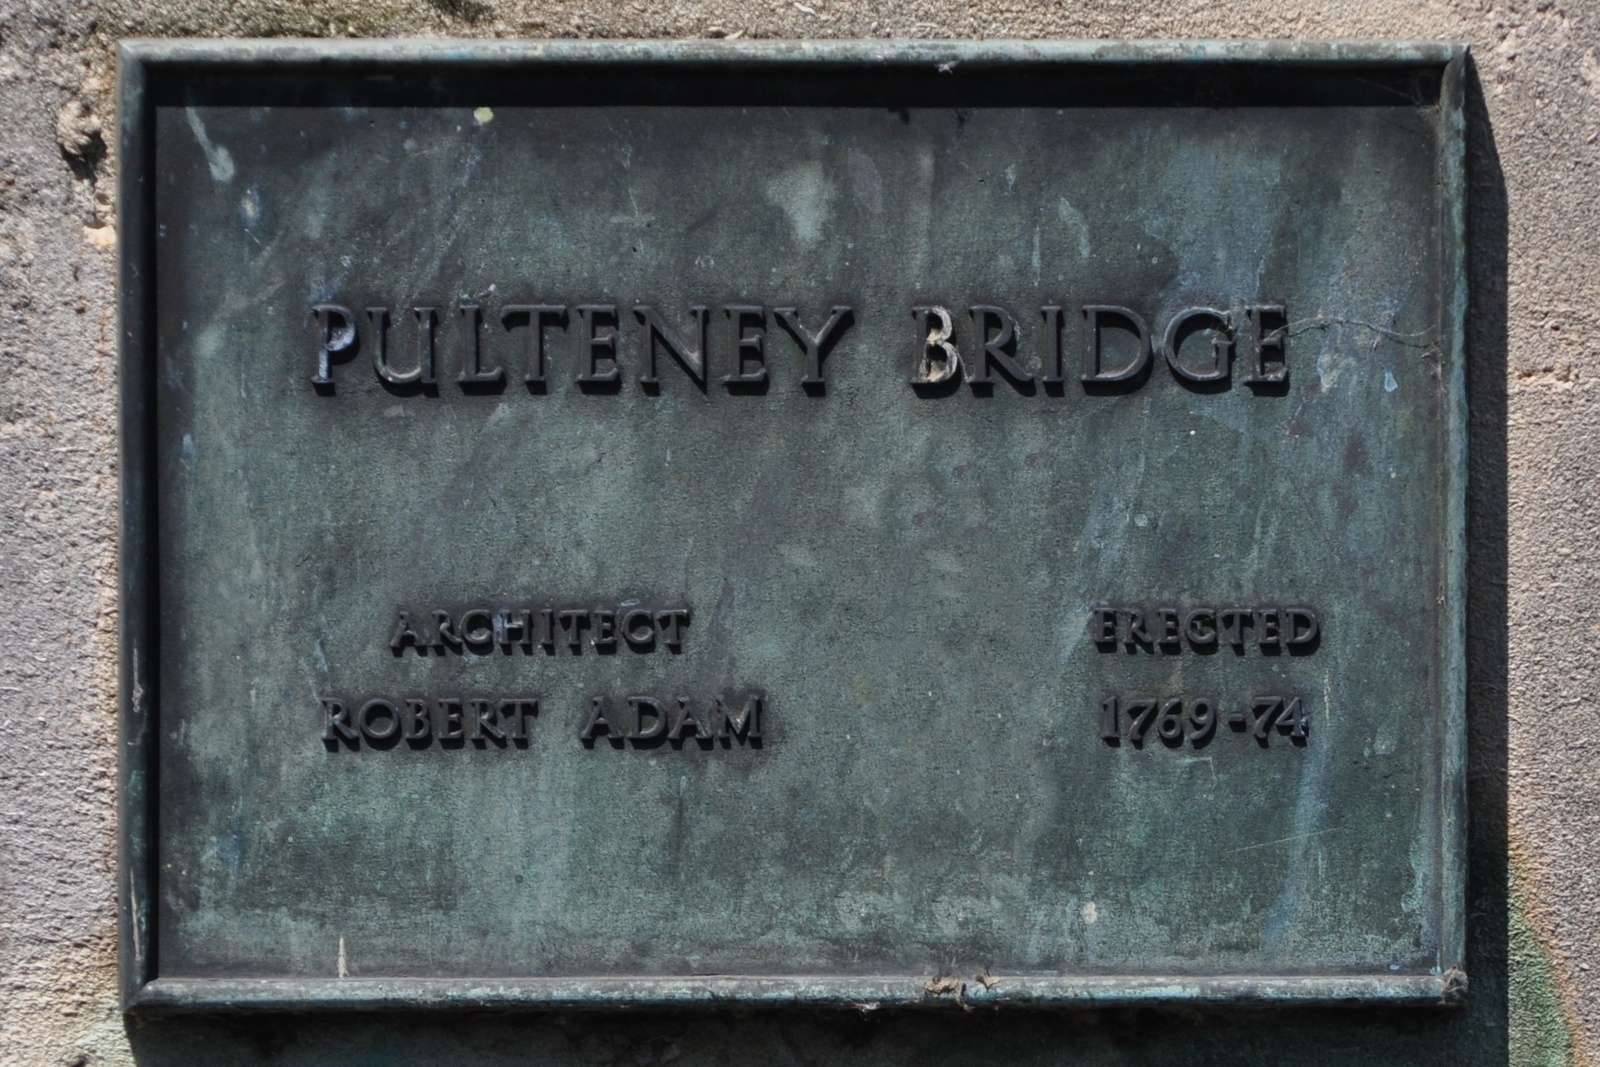 PULTENEY BRIDGE
ARCHITECT
ROBERT ADAM
ERECTED
1769-74